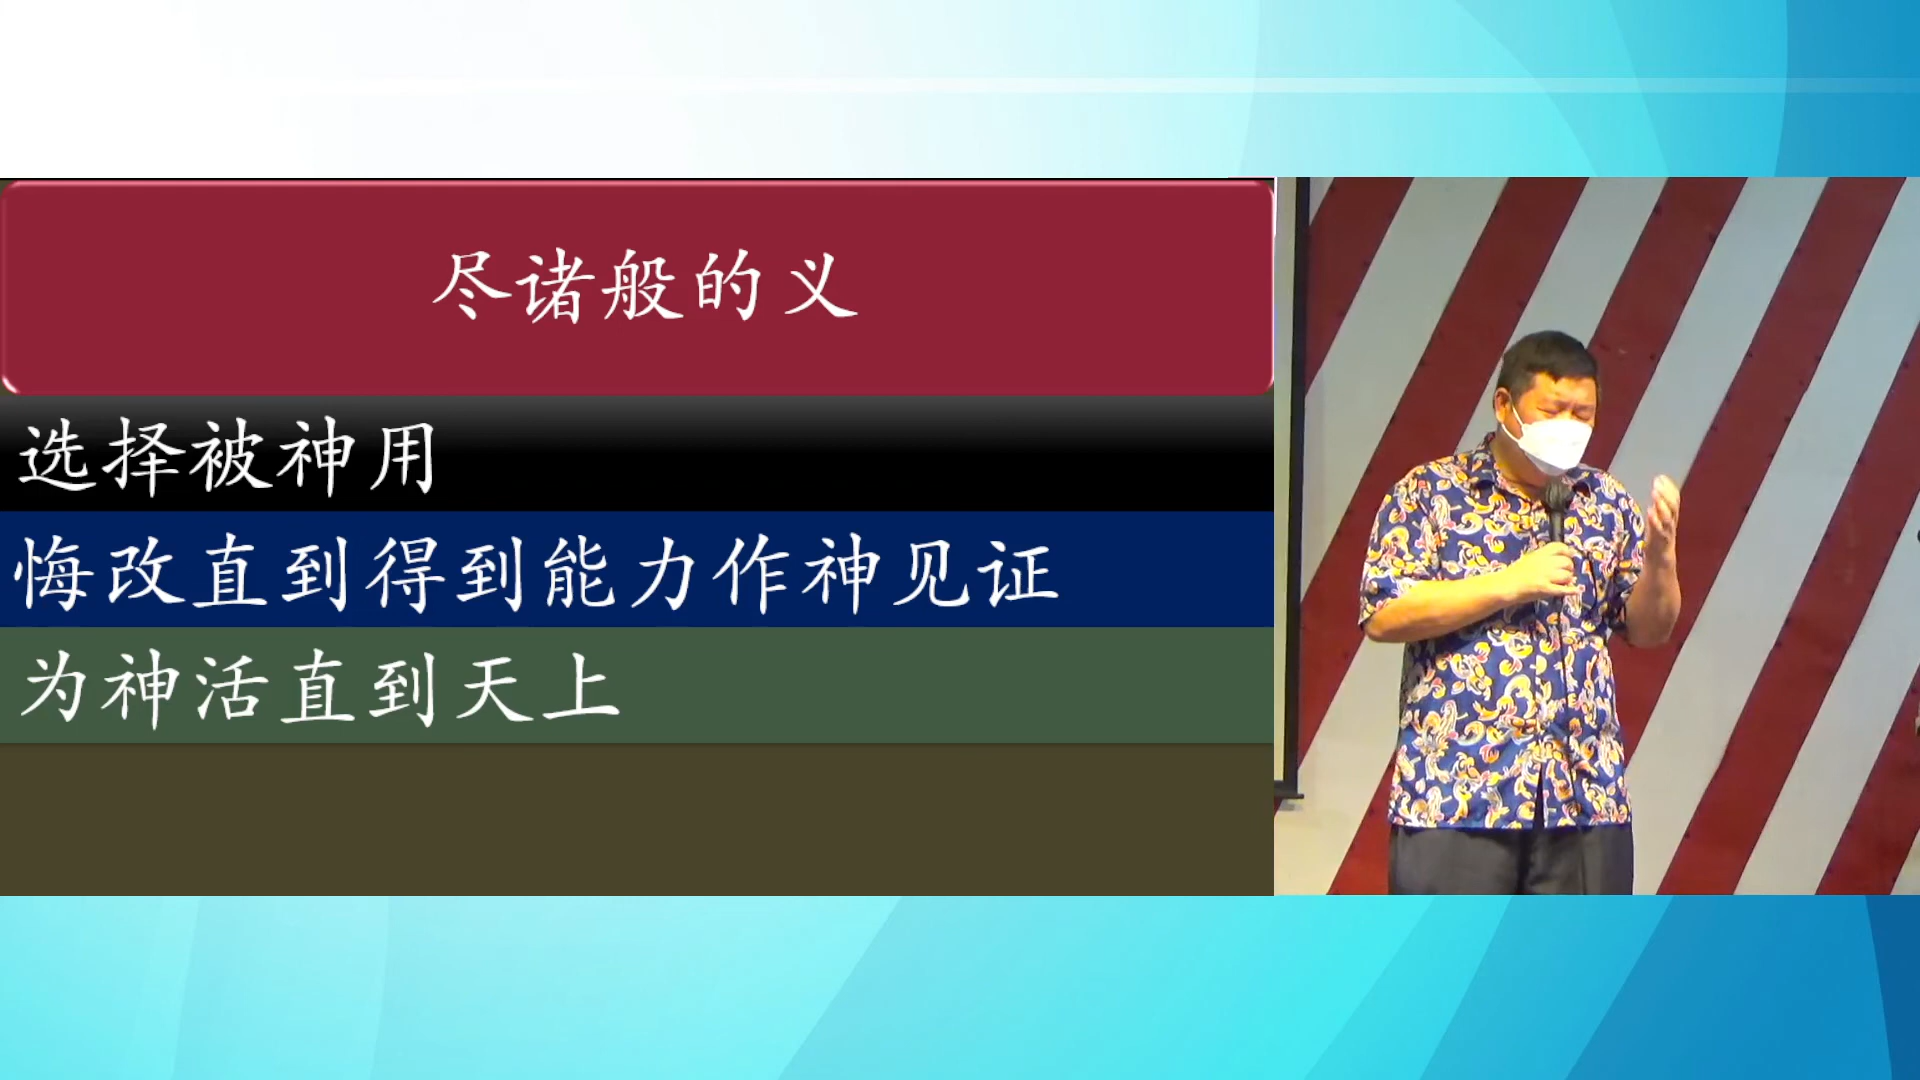 尽诸般的义
选择被神用
悔改直到得到能力作神见证
为神活直到天上